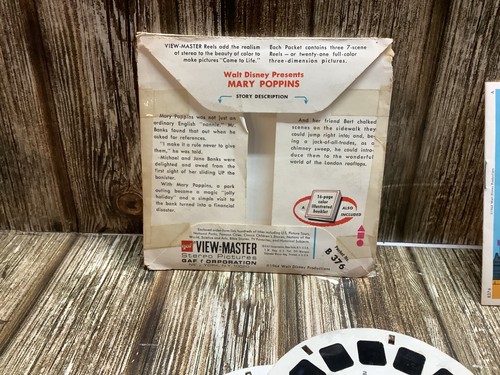 VIEW-MASTER Reels add the realism
of stereo to the beauty of color to
make pictures "Come to Life."
Each Packet contains three 7-scene
Reels — or twenty-one full-color
three-dimension pictures.
Walt Disney Presents
MARY POPPINS
STORY DESCRIPTION
Mary Poppins was not just an
ordinary English "nannie." Mr.
Banks found that out when he
asked for references.
"I make it a rule never to give
them," he was told.
Michael and Jane Banks were
delighted and awed from the
first sight of her sliding UP the
banister.
With Mary Poppins, a park
outing became a magic "jolly
holiday" and a simple visit to
the bank turned into a financial
disaster.
And her friend Bert chalked
scenes on the sidewalk they
could jump right into; and, be-
ing a jack-of-all-trades, as a
chimney sweep, he could intro-
duce them to the wonderful
world of the London rooftops.
A
16-page
color
illustrated
booklet
ALSO
INCLUDED
gaf
VIEW-MASTER
Stereo Pictures
GAF CORPORATION
Packet No.
B 376